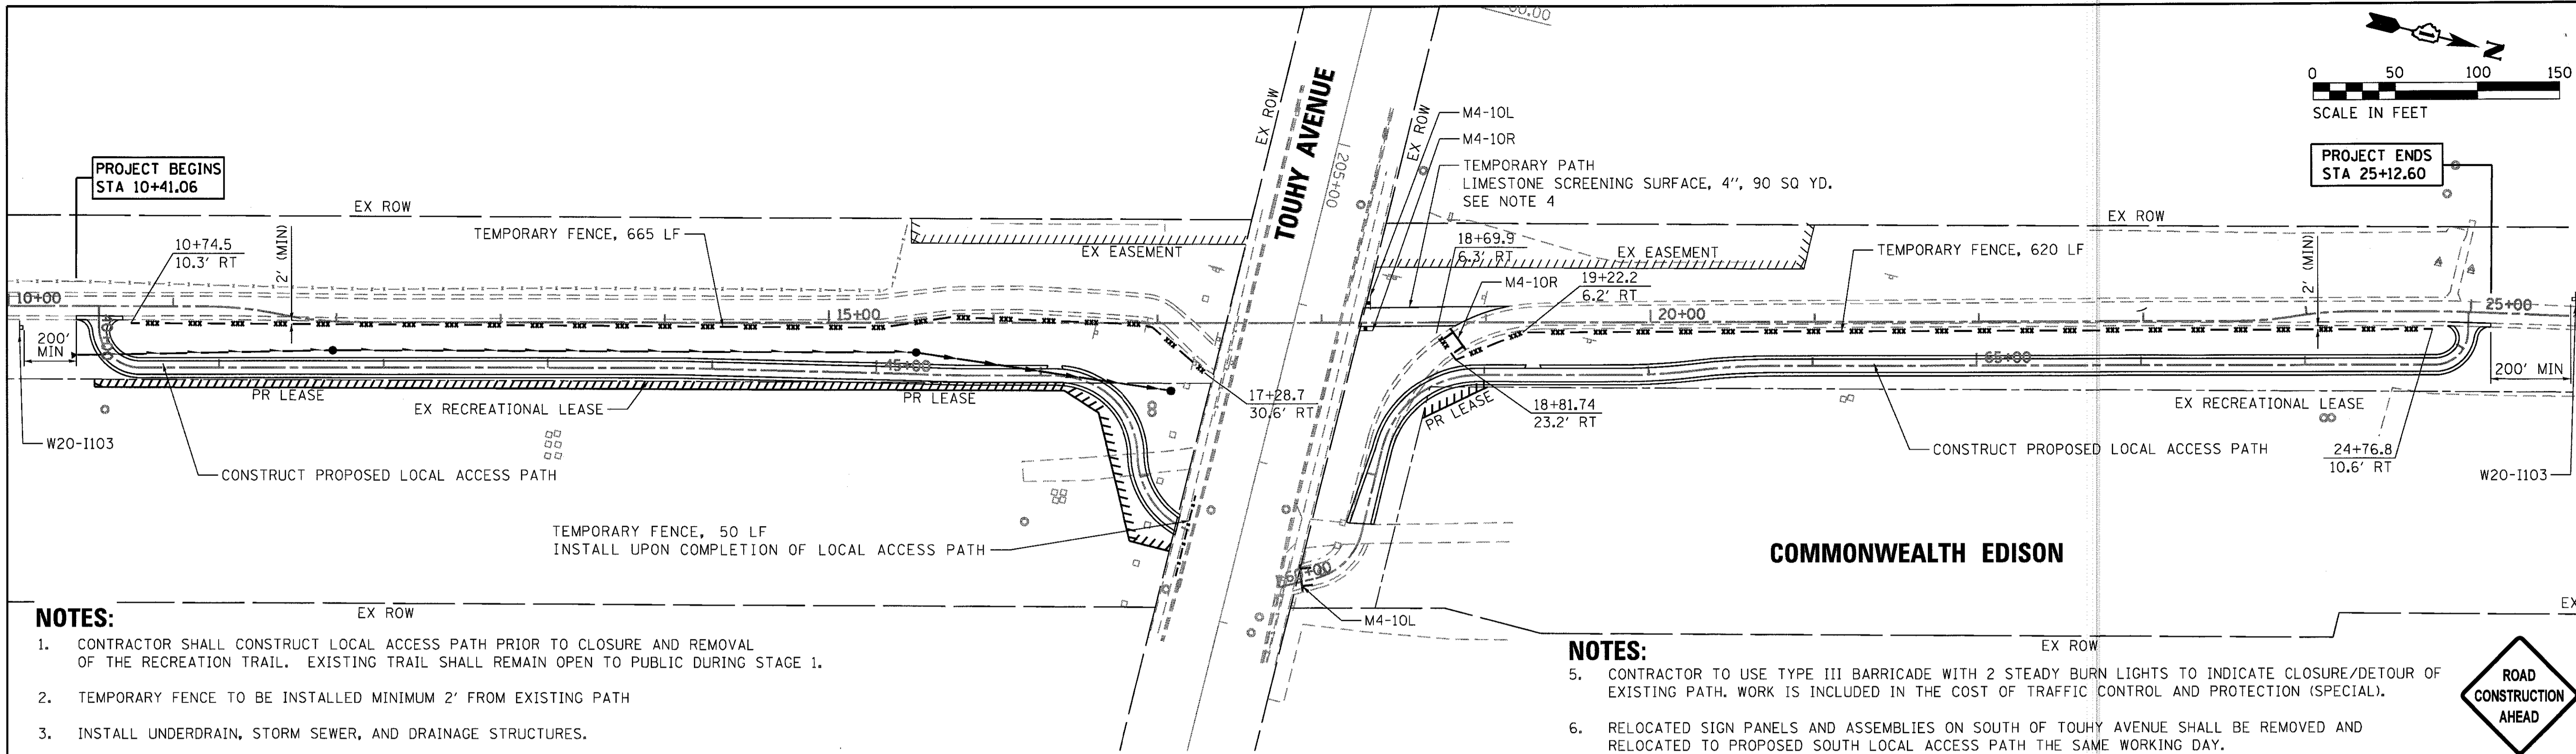 00.00
N
0 50 100 150
SCALE IN FEET
EX ROW
TOUHY AVENUE
205+00
EX ROW
M4-10L
M4-10R
TEMPORARY PATH
LIMESTONE SCREENING SURFACE, 4", 90 SQ YD.
SEE NOTE 4
PROJECT BEGINS
STA 10+41.06
PROJECT ENDS
STA 25+12.60
EX ROW
EX ROW
10+74.5
10.3' RT
2' (MIN)
TEMPORARY FENCE, 665 LF
EX EASEMENT
18+69.9
6.3' RT
EX EASEMENT
M4-10R
19+22.2
6.2' RT
TEMPORARY FENCE, 620 LF
2' (MIN)
10+00
15+00
20+00
25+00
200'
MIN
40+00
45+00
65+00
200' MIN
PR LEASE
EX RECREATIONAL LEASE
PR LEASE
17+28.7
30.6' RT
PR LEASE
18+81.74
23.2' RT
EX RECREATIONAL LEASE
W20-I103
CONSTRUCT PROPOSED LOCAL ACCESS PATH
CONSTRUCT PROPOSED LOCAL ACCESS PATH
24+76.8
10.6' RT
W20-I103
TEMPORARY FENCE, 50 LF
INSTALL UPON COMPLETION OF LOCAL ACCESS PATH
COMMONWEALTH EDISON
60+00
M4-10L
EX ROW
EX ROW
EX
NOTES:
1. CONTRACTOR SHALL CONSTRUCT LOCAL ACCESS PATH PRIOR TO CLOSURE AND REMOVAL
OF THE RECREATION TRAIL. EXISTING TRAIL SHALL REMAIN OPEN TO PUBLIC DURING STAGE 1.
2. TEMPORARY FENCE TO BE INSTALLED MINIMUM 2' FROM EXISTING PATH
3. INSTALL UNDERDRAIN, STORM SEWER, AND DRAINAGE STRUCTURES.
NOTES:
5. CONTRACTOR TO USE TYPE III BARRICADE WITH 2 STEADY BURN LIGHTS TO INDICATE CLOSURE/DETOUR OF
EXISTING PATH. WORK IS INCLUDED IN THE COST OF TRAFFIC CONTROL AND PROTECTION (SPECIAL).
6. RELOCATED SIGN PANELS AND ASSEMBLIES ON SOUTH OF TOUHY AVENUE SHALL BE REMOVED AND
RELOCATED TO PROPOSED SOUTH LOCAL ACCESS PATH THE SAME WORKING DAY.
ROAD
CONSTRUCTION
AHEAD